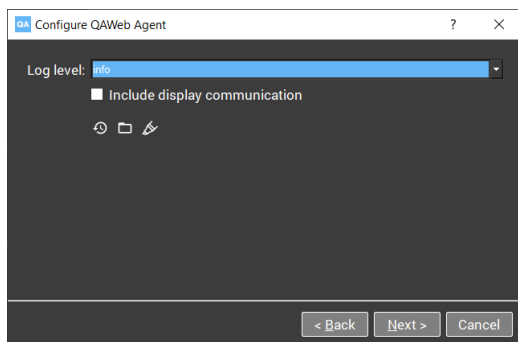 QA Configure QAWeb Agent ? ×
Log level: info
Include display communication
< Back Next > Cancel